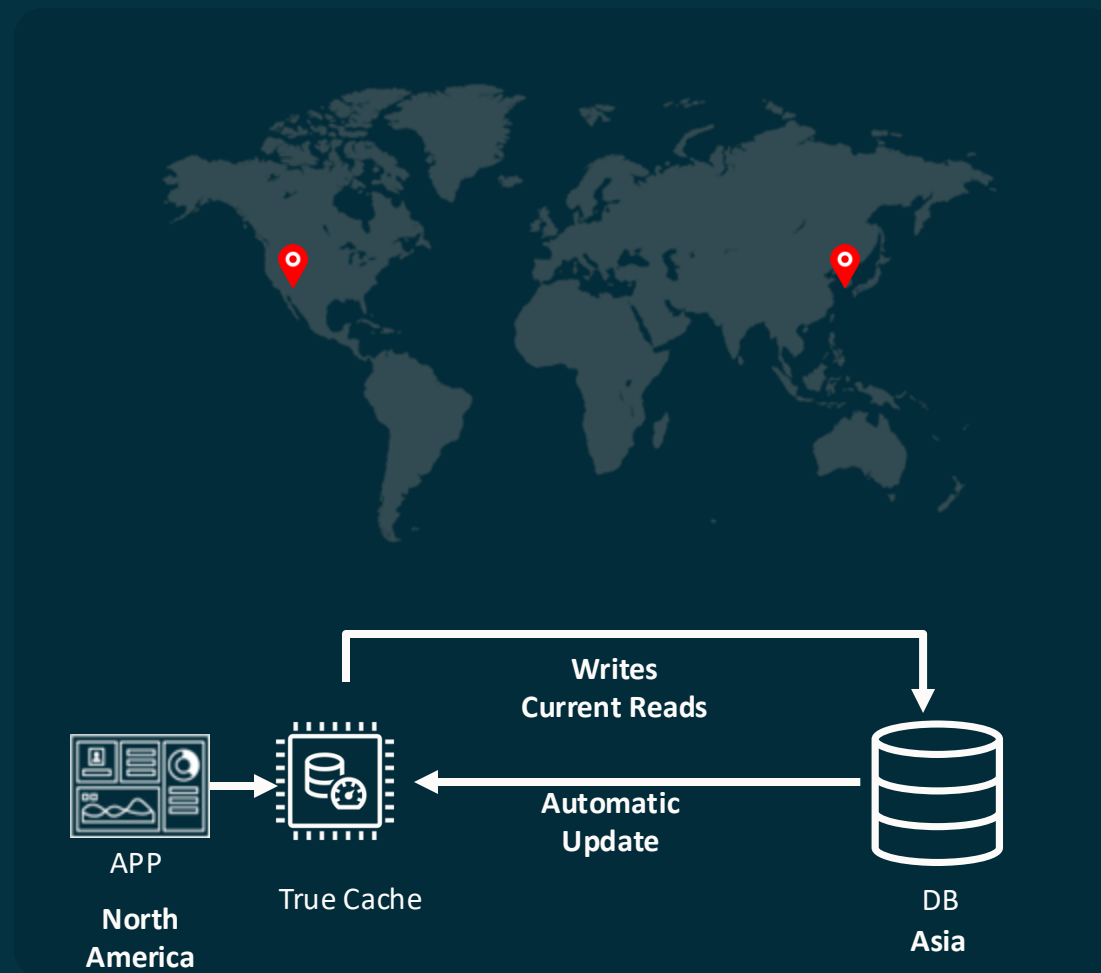 Writes
Current Reads
Automatic
Update
APP
True Cache
DB
North
America
Asia